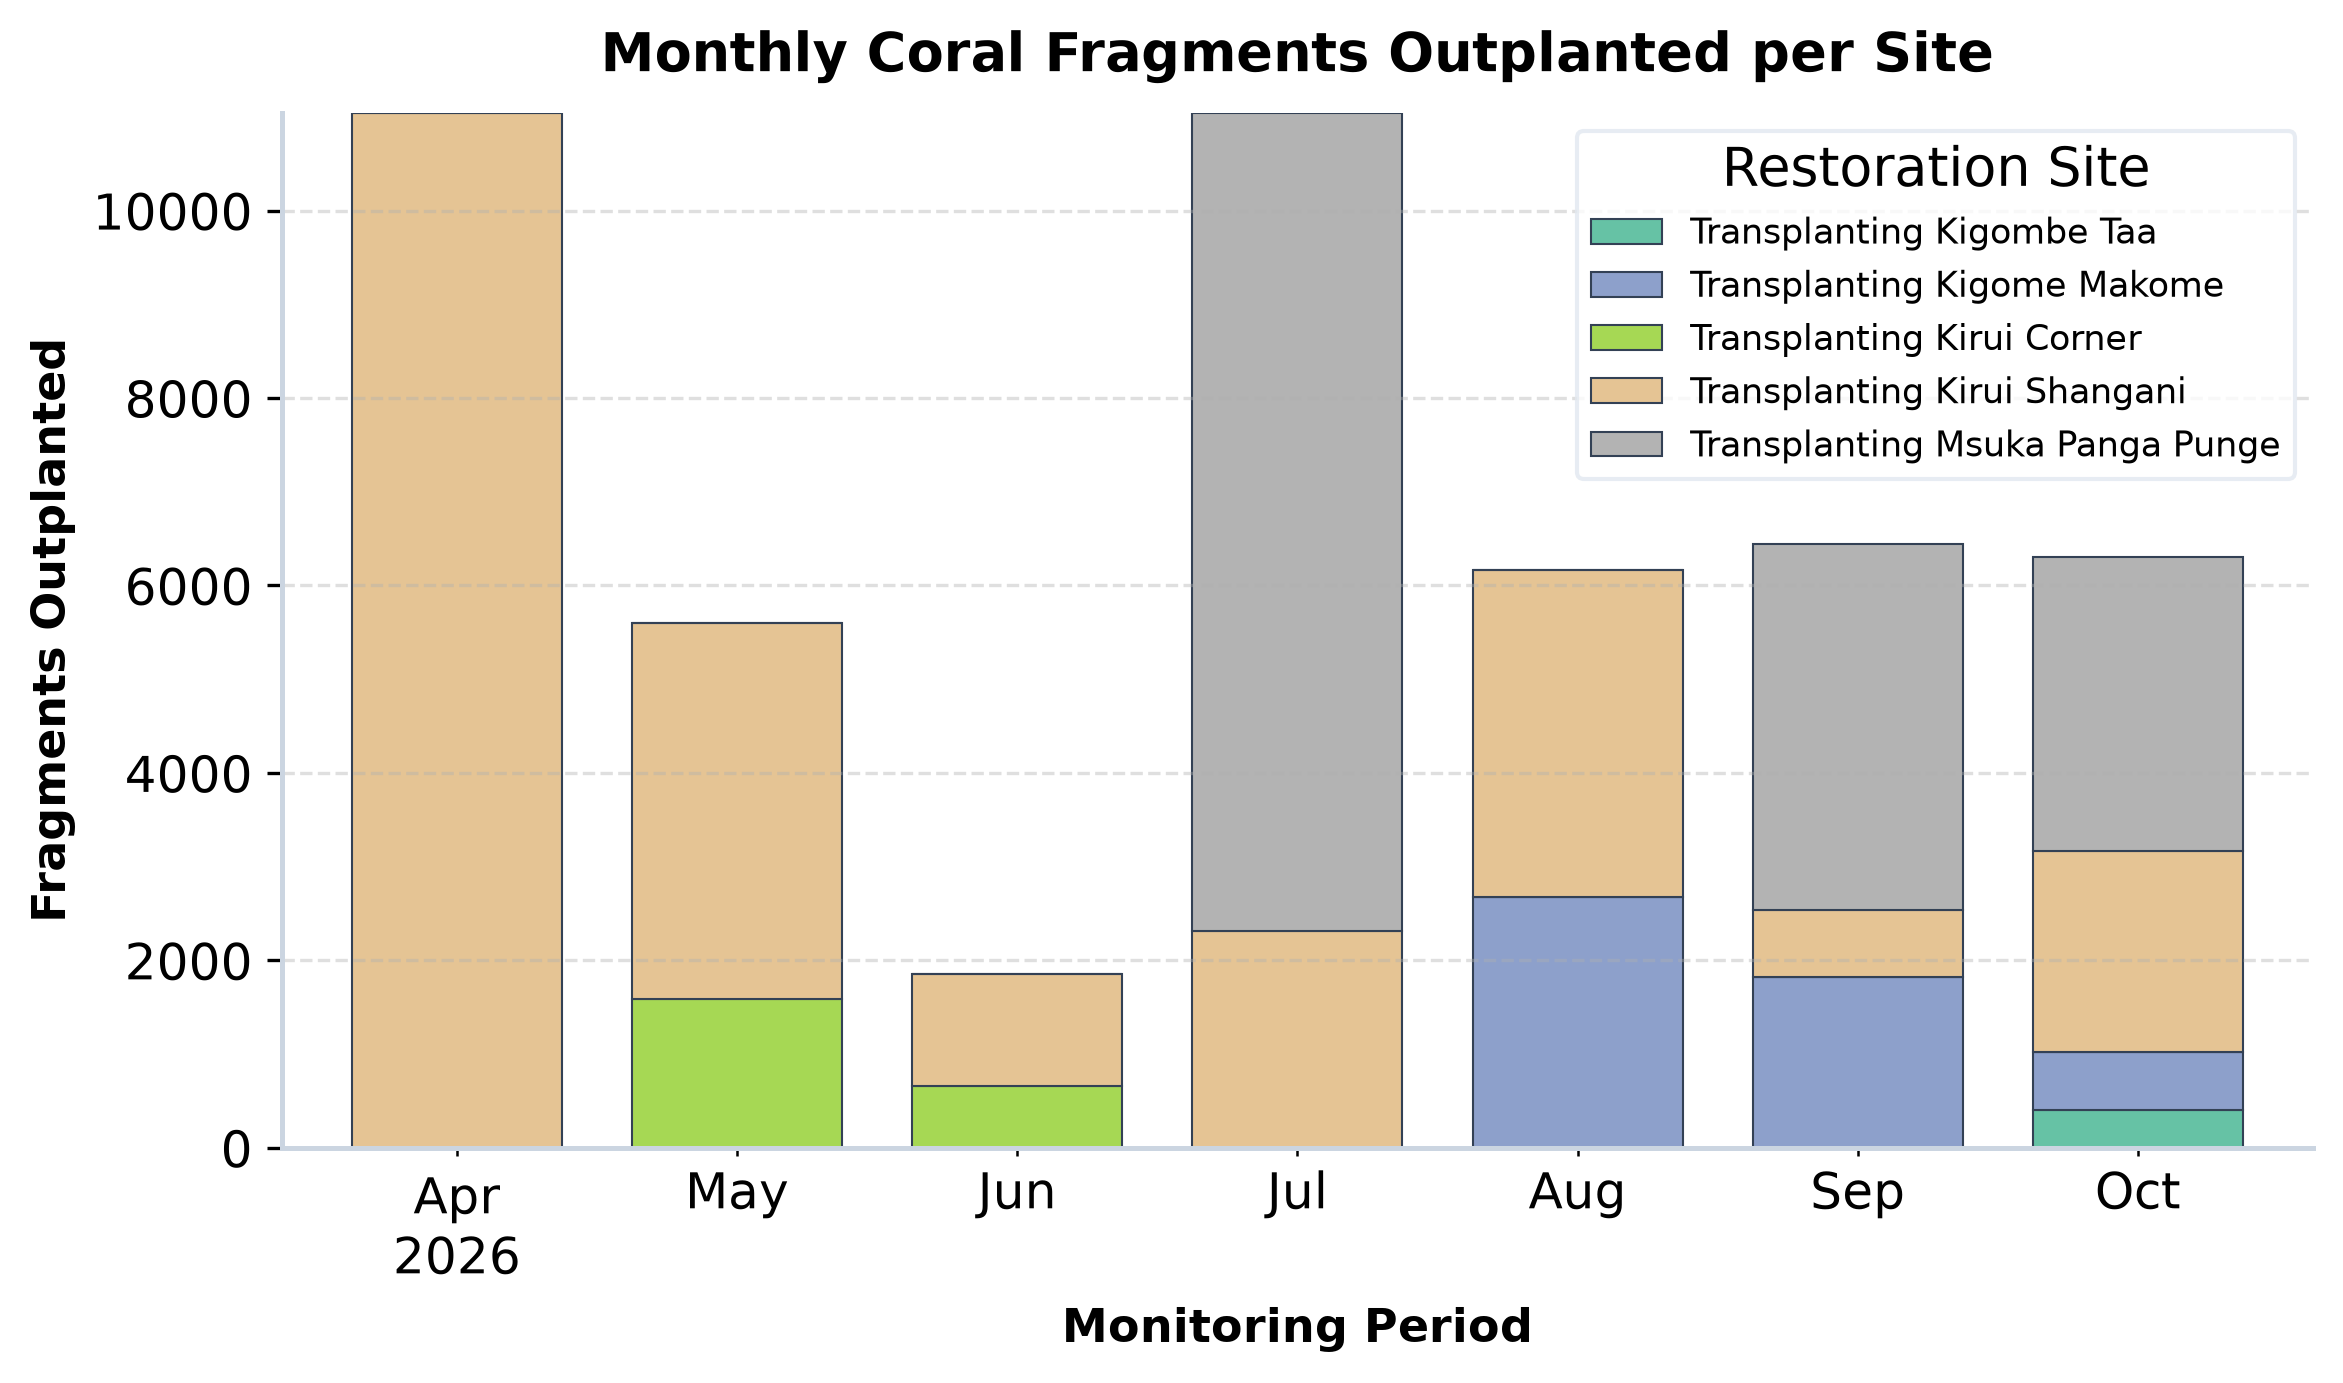 Monthly Coral Fragments Outplanted per Site
Fragments Outplanted
10000
8000
6000
4000
2000
0
Restoration Site
Transplanting Kigombe Taa
Transplanting Kigome Makome
Transplanting Kirui Corner
Transplanting Kirui Shangani
Transplanting Msuka Panga Punge
Apr May Jun Jul Aug Sep Oct
2026
Monitoring Period